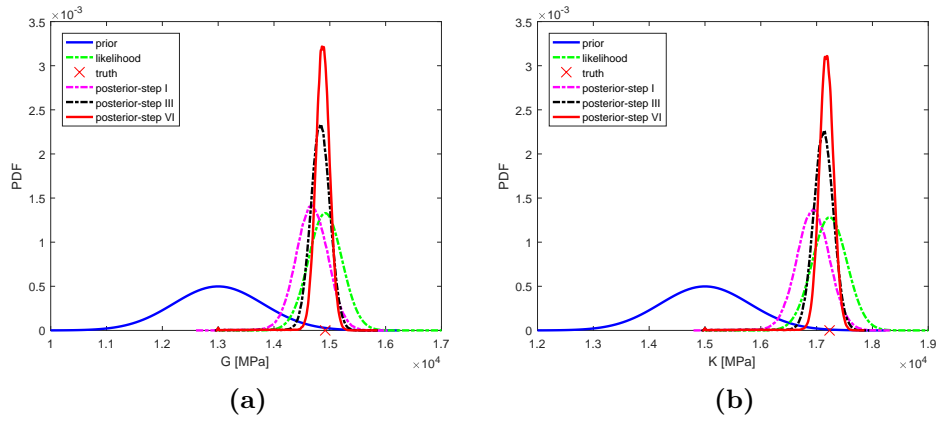 ×10⁻³
3.5
3
2.5
2
1.5
1
0.5
0
PDF
prior
likelihood
truth
posterior-step I
posterior-step III
posterior-step VI
1.0 1.1 1.2 1.3 1.4 1.5 1.6 1.7
G [MPa]
×10⁴
(a)
×10⁻³
3.5
3
2.5
2
1.5
1
0.5
0
PDF
prior
likelihood
truth
posterior-step I
posterior-step III
posterior-step VI
1.2 1.3 1.4 1.5 1.6 1.7 1.8 1.9
K [MPa]
×10⁴
(b)